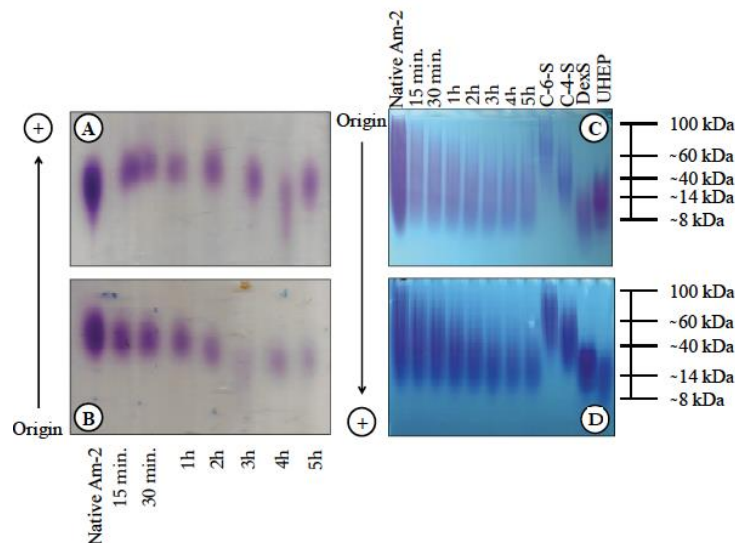 Native Am-2
15 min.
30 min.
1h
2h
3h
4h
5h
C-6-S
C-4-S
DexS
UHEP
+
A
Origin
C
100 kDa
~60 kDa
~40 kDa
~14 kDa
~8 kDa
B
Origin
+
D
100 kDa
~60 kDa
~40 kDa
~14 kDa
~8 kDa
Native Am-2
15 min.
30 min.
1h
2h
3h
4h
5h